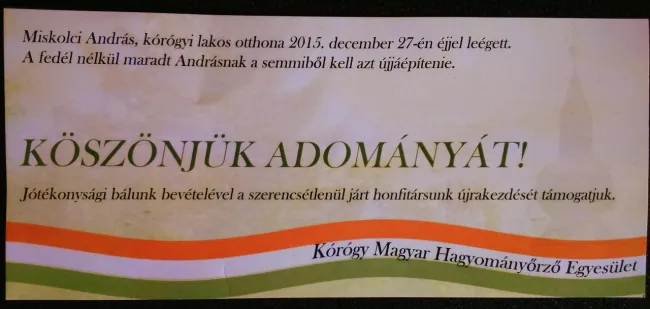 Miskolci András, kórógyi lakos otthona 2015. december 27-én éjjel leégett.
A fedél nélkül maradt Andrásnak a semmiből kell azt újjáépítenie.
KÖSZÖNJÜK ADOMÁNYÁT!
Jótékonysági bálunk bevételével a szerencsétlenül járt honfitársunk újrakezdését támogatjuk.
Kórógy Magyar Hagyományőrző Egyesület